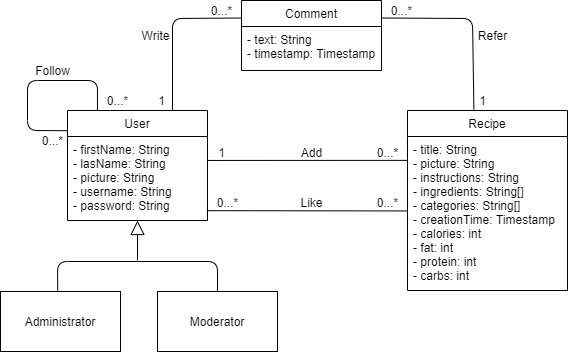 0...*
Comment
0...*
Write
- text: String
- timestamp: Timestamp
Refer
Follow
0...*
1
1
0...*
User
- firstName: String
- lasName: String
- picture: String
- username: String
- password: String
1
Add
0...*
0...*
Like
0...*
Recipe
- title: String
- picture: String
- instructions: String
- ingredients: String[]
- categories: String[]
- creationTime: Timestamp
- calories: int
- fat: int
- protein: int
- carbs: int
Administrator
Moderator